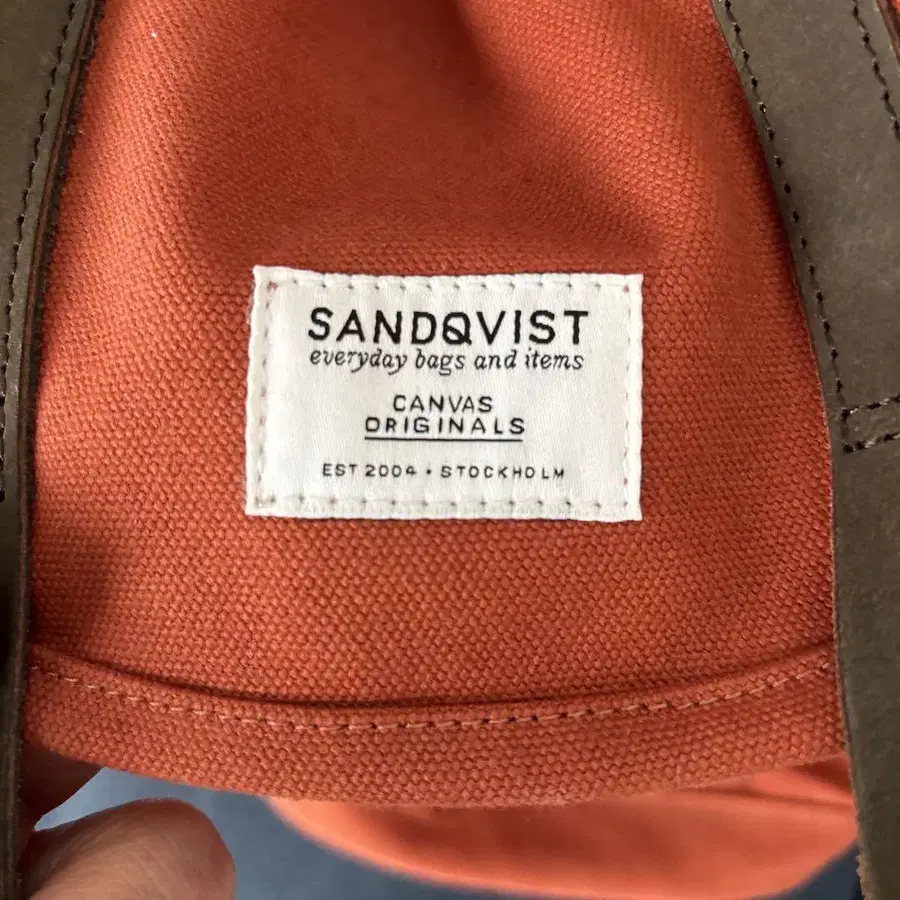 SANDQVIST
everyday bags and items
CANVAS
ORIGINALS
EST 2004 • STOCKHOLM